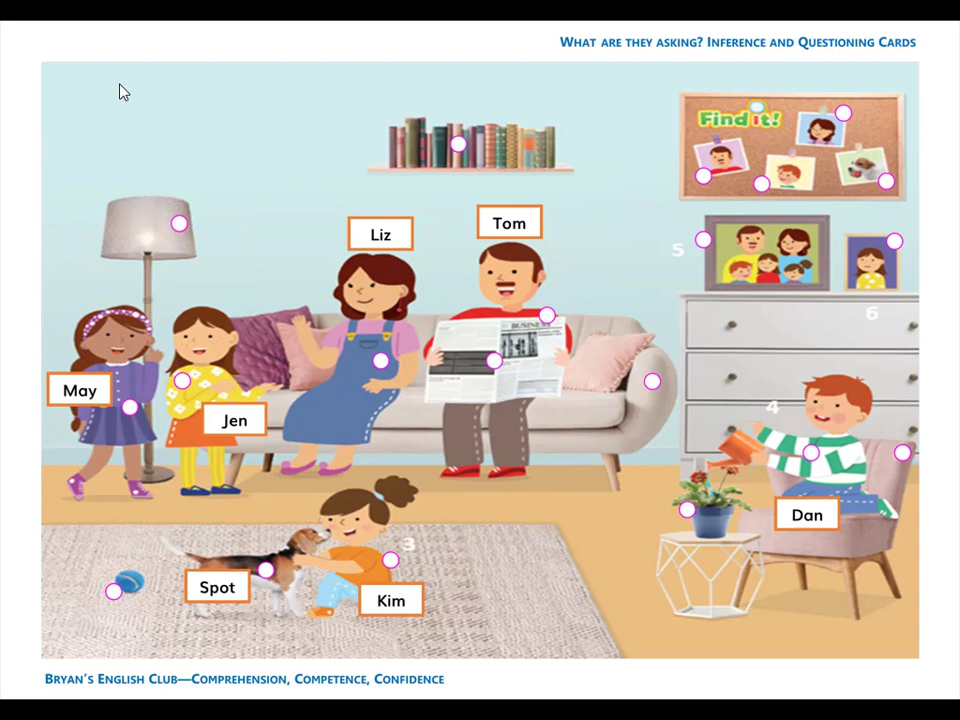 WHAT ARE THEY ASKING? INFERENCE AND QUESTIONING CARDS
Find it!
Tom
Liz
5
6
BUSINE
May
4
Jen
Dan
3
Spot
Kim
BRYAN'S ENGLISH CLUB—COMPREHENSION, COMPETENCE, CONFIDENCE